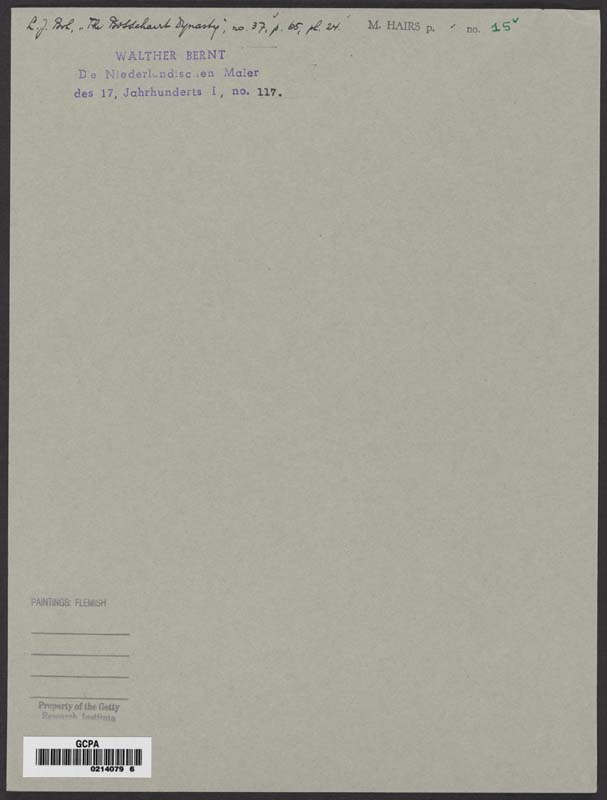 L. J. Bol, "The Bosschaert Dynasty", no. 37, p. 65, pl. 24. M. HAIRS p. no. 15
WALTHER BERNT
De Niederländischen Maler
des 17, Jahrhunderts I, no. 117.
PAINTINGS: FLEMISH
Property of the Getty
Research Institute
GCPA
0214079 6